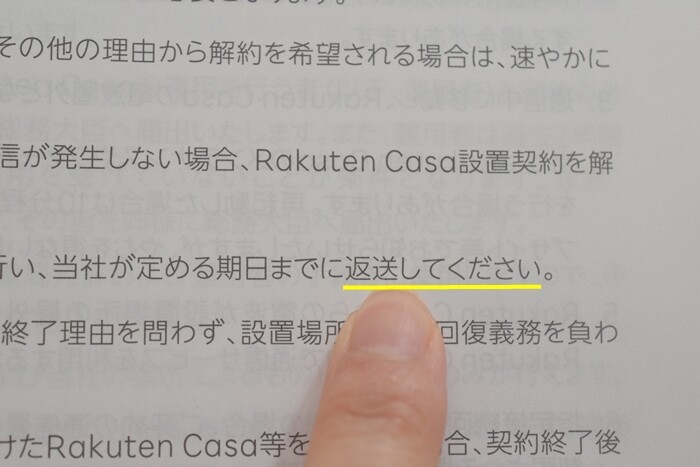 その他の理由から解約を希望される場合は、速やかに
信が発生しない場合、Rakuten Casa設置契約を解
行い、当社が定める期日までに返送してください。
終了理由を問わず、設置場所 回復義務を負わ
けたRakuten Casa等を 合、契約終了後